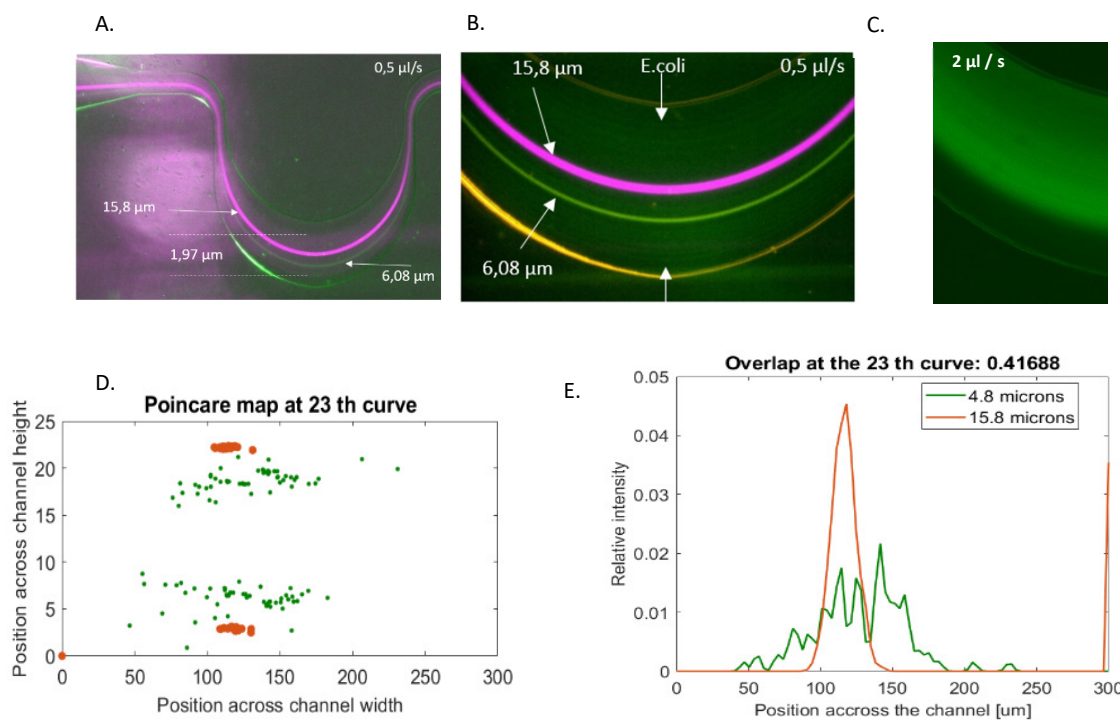 A.
B.
C.
0,5 µl/s
15,8 µm
1,97 µm
6,08 µm
15,8 µm
E.coli
0,5 µl/s
6,08 µm
2 µl / s
D.
Poincare map at 23 th curve
Position across channel height
25
20
15
10
5
0
0 50 100 150 200 250 300
Position across channel width
E.
Overlap at the 23 th curve: 0.41688
Relative intensity
0.05
0.04
0.03
0.02
0.01
0
4.8 microns
15.8 microns
0 50 100 150 200 250 300
Position accross the channel [um]